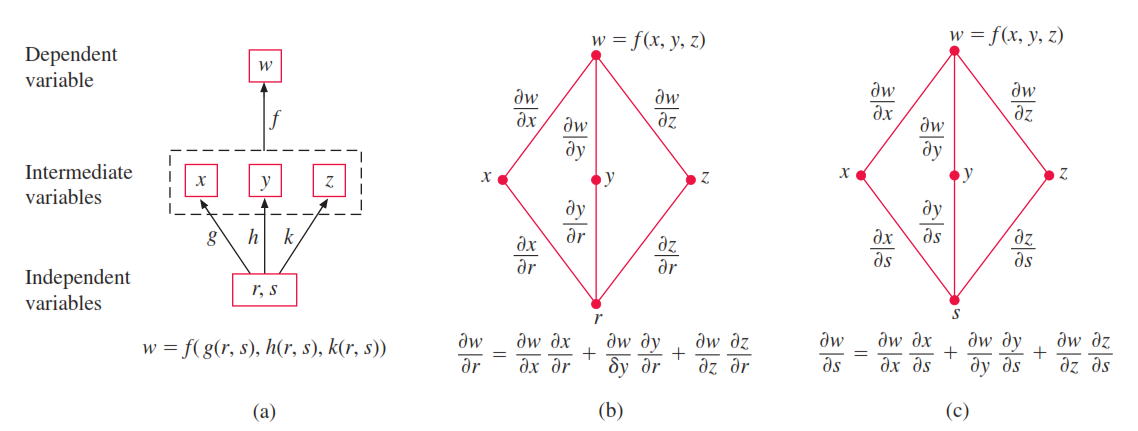 Dependent
variable
w
f
Intermediate
variables
x
y
z
g
h
k
Independent
variables
r, s
w = f( g(r, s), h(r, s), k(r, s))
(a)
w = f(x, y, z)
∂w/∂x
∂w/∂y
∂w/∂z
x
y
z
∂x/∂r
∂y/∂r
∂z/∂r
r
∂w/∂r = ∂w/∂x ∂x/∂r + ∂w/δy ∂y/∂r + ∂w/∂z ∂z/∂r
(b)
w = f(x, y, z)
∂w/∂x
∂w/∂y
∂w/∂z
x
y
z
∂x/∂s
∂y/∂s
∂z/∂s
s
∂w/∂s = ∂w/∂x ∂x/∂s + ∂w/∂y ∂y/∂s + ∂w/∂z ∂z/∂s
(c)